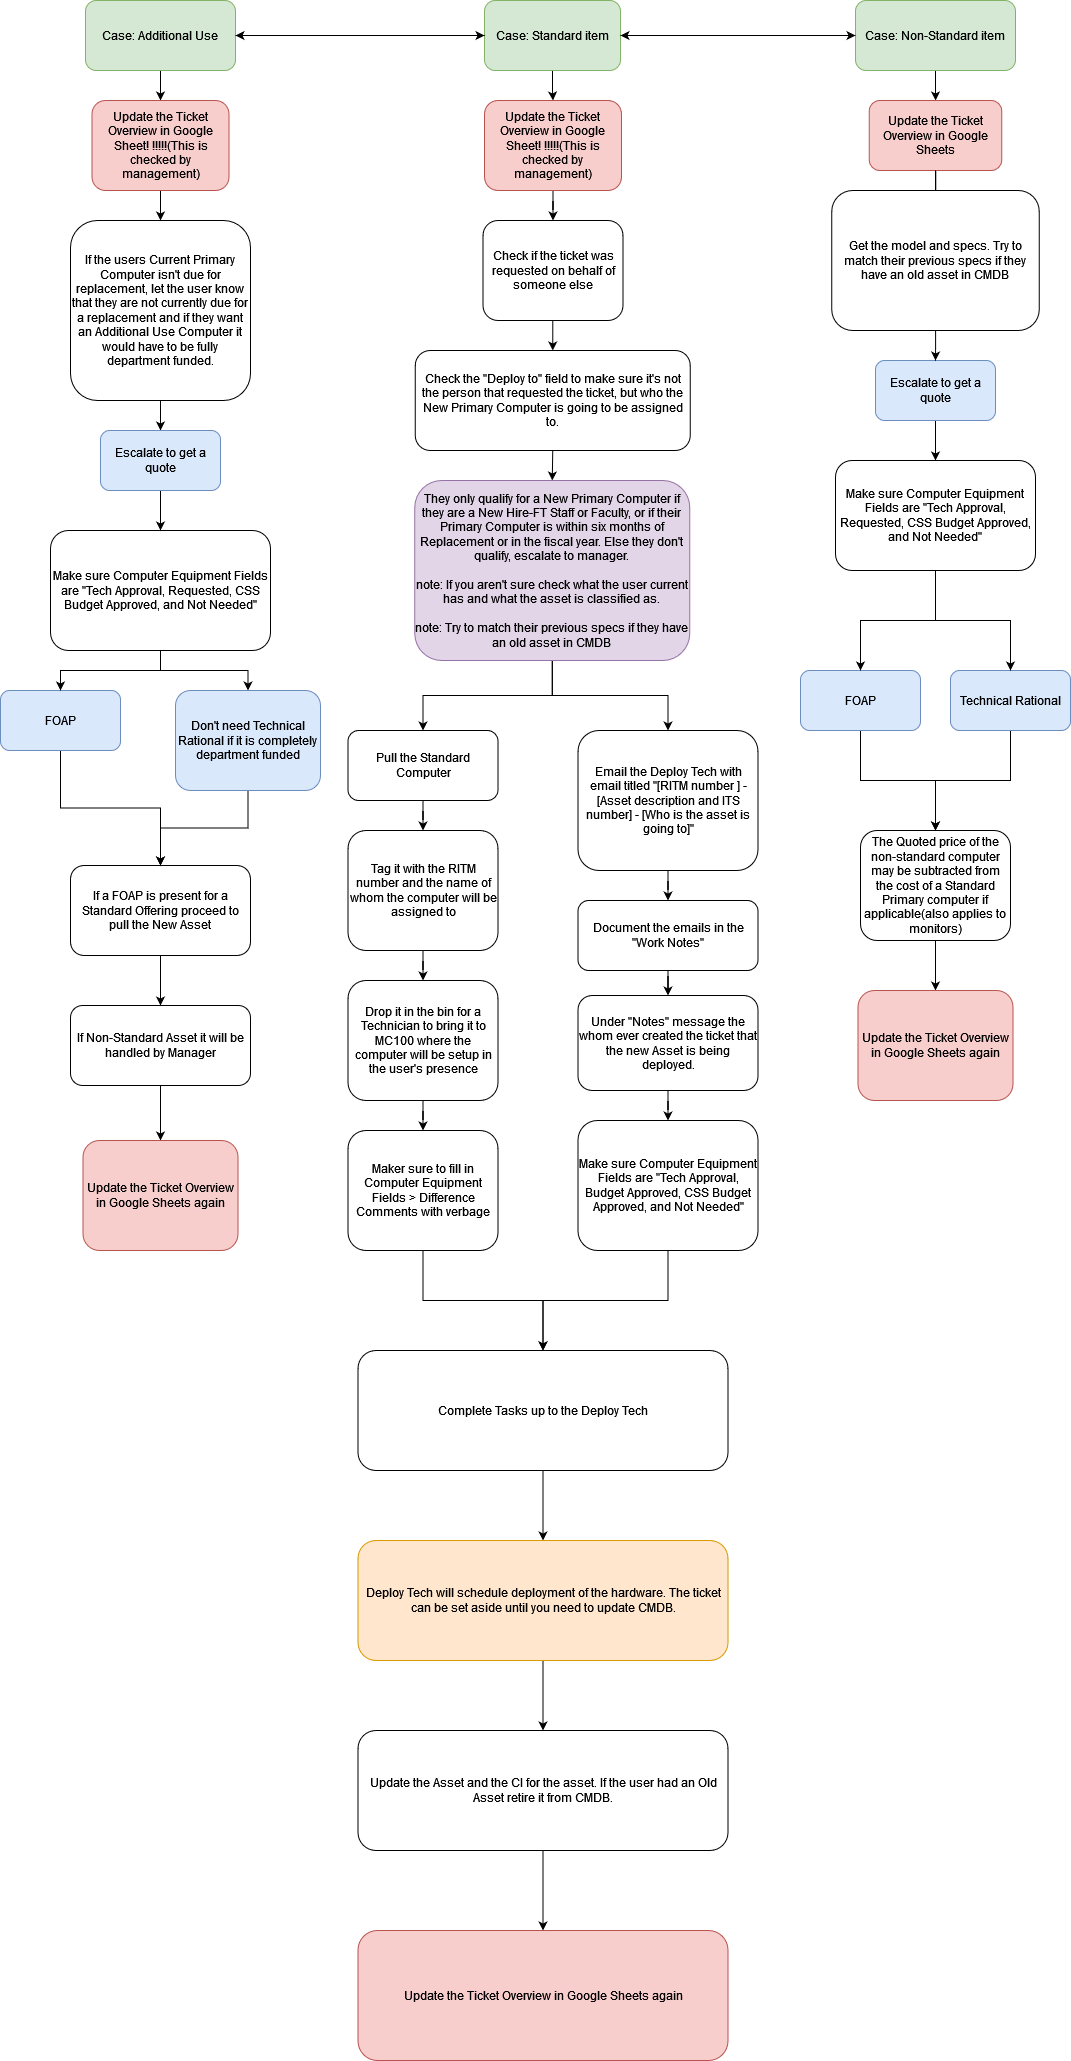 Case: Additional Use
Case: Standard item
Case: Non-Standard item
Update the Ticket
Overview in Google
Sheet! !!!!!(This is
checked by
management)
If the users Current Primary
Computer isn't due for
replacement, let the user know
that they are not currently due for
a replacement and if they want
an Additional Use Computer it
would have to be fully
department funded.
Escalate to get a
quote
Make sure Computer Equipment Fields
are "Tech Approval, Requested, CSS
Budget Approved, and Not Needed"
FOAP
Don't need Technical
Rational if it is completely
department funded
If a FOAP is present for a
Standard Offering proceed to
pull the New Asset
If Non-Standard Asset it will be
handled by Manager
Update the Ticket Overview
in Google Sheets again
Update the Ticket
Overview in Google
Sheet! !!!!!(This is
checked by
management)
Check if the ticket was
requested on behalf of
someone else
Check the "Deploy to" field to make sure it's not
the person that requested the ticket, but who the
New Primary Computer is going to be assigned
to.
They only qualify for a New Primary Computer if
they are a New Hire-FT Staff or Faculty, or if their
Primary Computer is within six months of
Replacement or in the fiscal year. Else they don't
qualify, escalate to manager.
note: If you aren't sure check what the user current
has and what the asset is classified as.
note: Try to match their previous specs if they have
an old asset in CMDB
Pull the Standard
Computer
Tag it with the RITM
number and the name of
whom the computer will be
assigned to
Drop it in the bin for a
Technician to bring it to
MC100 where the
computer will be setup in
the user's presence
Maker sure to fill in
Computer Equipment
Fields > Difference
Comments with verbage
Email the Deploy Tech with
email titled "[RITM number ] -
[Asset description and ITS
number] - [Who is the asset is
going to]"
Document the emails in the
"Work Notes"
Under "Notes" message the
whom ever created the ticket that
the new Asset is being
deployed.
Make sure Computer Equipment
Fields are "Tech Approval,
Budget Approved, CSS Budget
Approved, and Not Needed"
Complete Tasks up to the Deploy Tech
Deploy Tech will schedule deployment of the hardware. The ticket
can be set aside until you need to update CMDB.
Update the Asset and the CI for the asset. If the user had an Old
Asset retire it from CMDB.
Update the Ticket Overview in Google Sheets again
Update the Ticket
Overview in Google
Sheets
Get the model and specs. Try to
match their previous specs if they
have an old asset in CMDB
Escalate to get a
quote
Make sure Computer Equipment
Fields are "Tech Approval,
Requested, CSS Budget Approved,
and Not Needed"
FOAP
Technical Rational
The Quoted price of the
non-standard computer
may be subtracted from
the cost of a Standard
Primary computer if
applicable(also applies to
monitors)
Update the Ticket Overview
in Google Sheets again